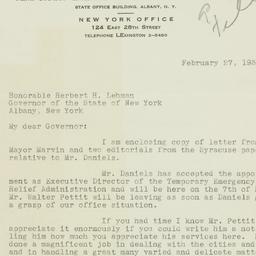 STATE OFFICE BUILDING, ALBANY, N. Y.
NEW YORK OFFICE
124 EAST 28TH STREET
TELEPHONE LEXINGTON 2-8480
February 27, 193
Honorable Herbert H. Lehman
Governor of the State of New York
Albany, New York
My dear Governor:
I am enclosing copy of letter from
Mayor Marvin and two editorials from the Syracuse pape
relative to Mr. Daniels.
Mr. Daniels has accepted the appo
ment as Executive Director of the Temporary Emergency
Relief Administration and will be here on the 7th of
Mr. Walter Pettit will be leaving as soon as Daniels
a grasp of our office situation.
If you had time I know Mr. Pettit
appreciate it enormously if you could write him a not
ling him how much you appreciate his services here.
done a magnificent job in dealing with the cities and
and in handling a great many varied and delicate matt